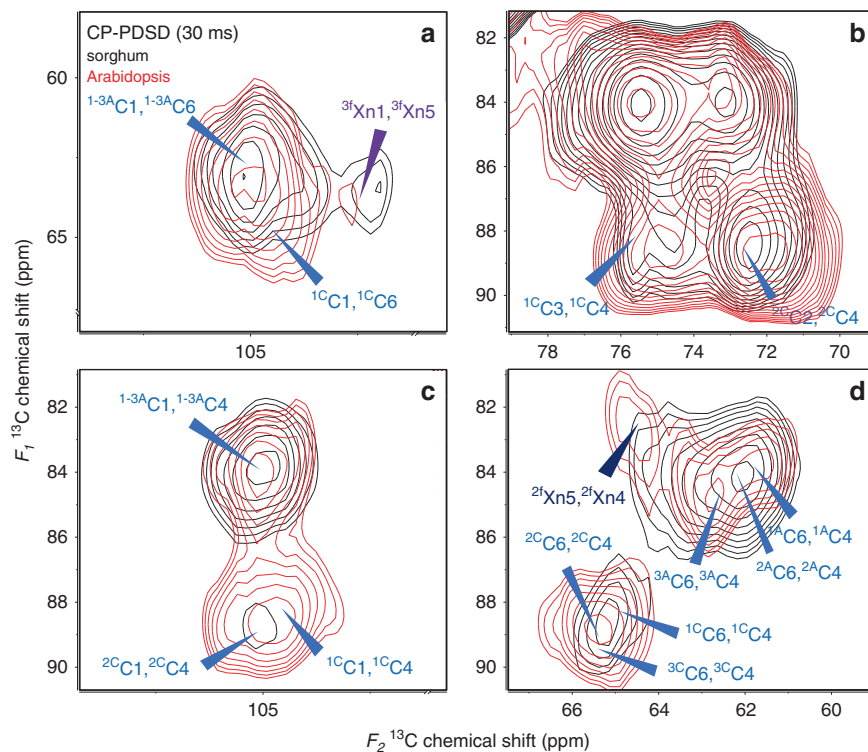 a
CP-PDSD (30 ms)
sorghum
Arabidopsis
1-3AC1,1-3AC6
3fXn1,3fXn5
1CC1,1CC6
60
65
105
b
82
84
86
88
90
1CC3,1CC4
2CC2,2CC4
78
76
74
72
70
c
1-3AC1,1-3AC4
82
84
86
88
90
2CC1,2CC4
1CC1,1CC4
105
d
82
84
86
88
90
2fXn5,2fXn4
2CC6,2CC4
1AC6,1AC4
3AC6,3AC4
2AC6,2AC4
1CC6,1CC4
3CC6,3CC4
66
64
62
60
F1 13C chemical shift (ppm)
F2 13C chemical shift (ppm)